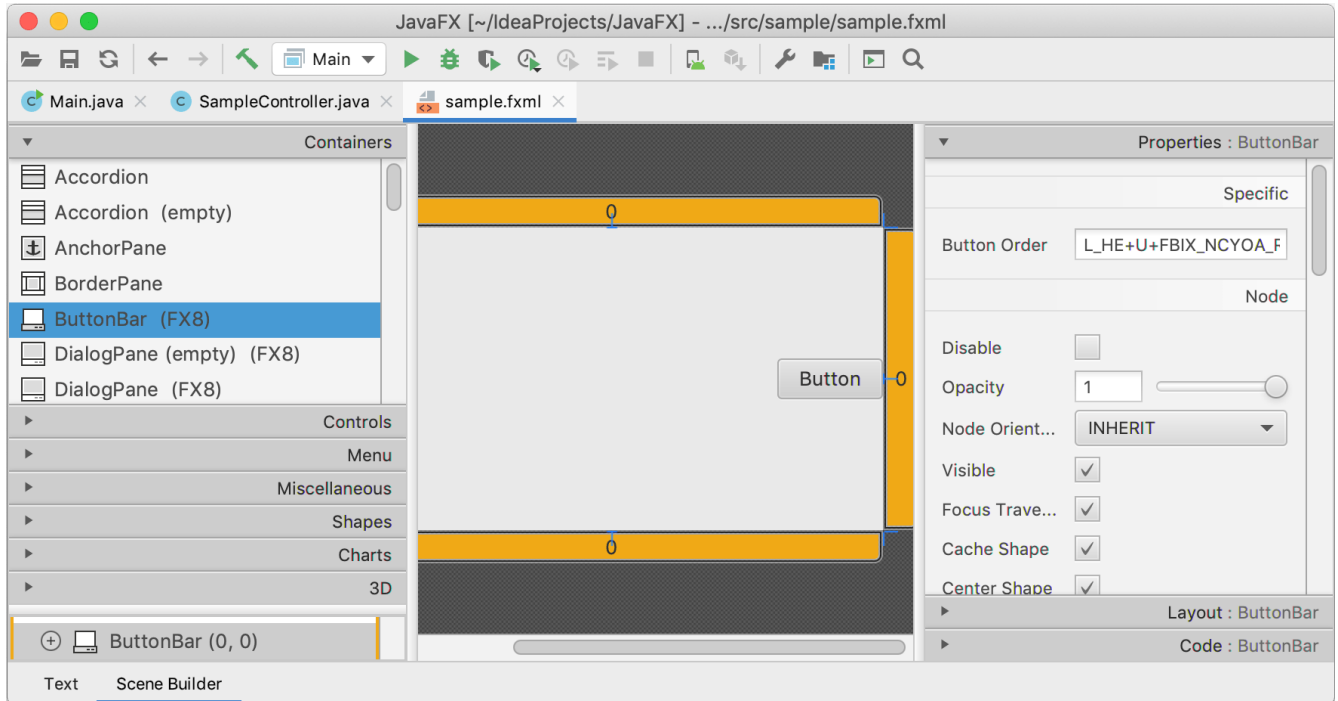 JavaFX [~/IdeaProjects/JavaFX] - .../src/sample/sample.fxml
Main
Main.java
SampleController.java
sample.fxml
Containers
Accordion
Accordion (empty)
AnchorPane
BorderPane
ButtonBar (FX8)
DialogPane (empty) (FX8)
DialogPane (FX8)
Controls
Menu
Miscellaneous
Shapes
Charts
3D
ButtonBar (0, 0)
0
Button
0
0
Properties : ButtonBar
Specific
Button Order L_HE+U+FBIX_NCYOA_
Node
Disable
Opacity 1
Node Orient... INHERIT
Visible
Focus Trave...
Cache Shape
Center Shape
Layout : ButtonBar
Code : ButtonBar
Text
Scene Builder